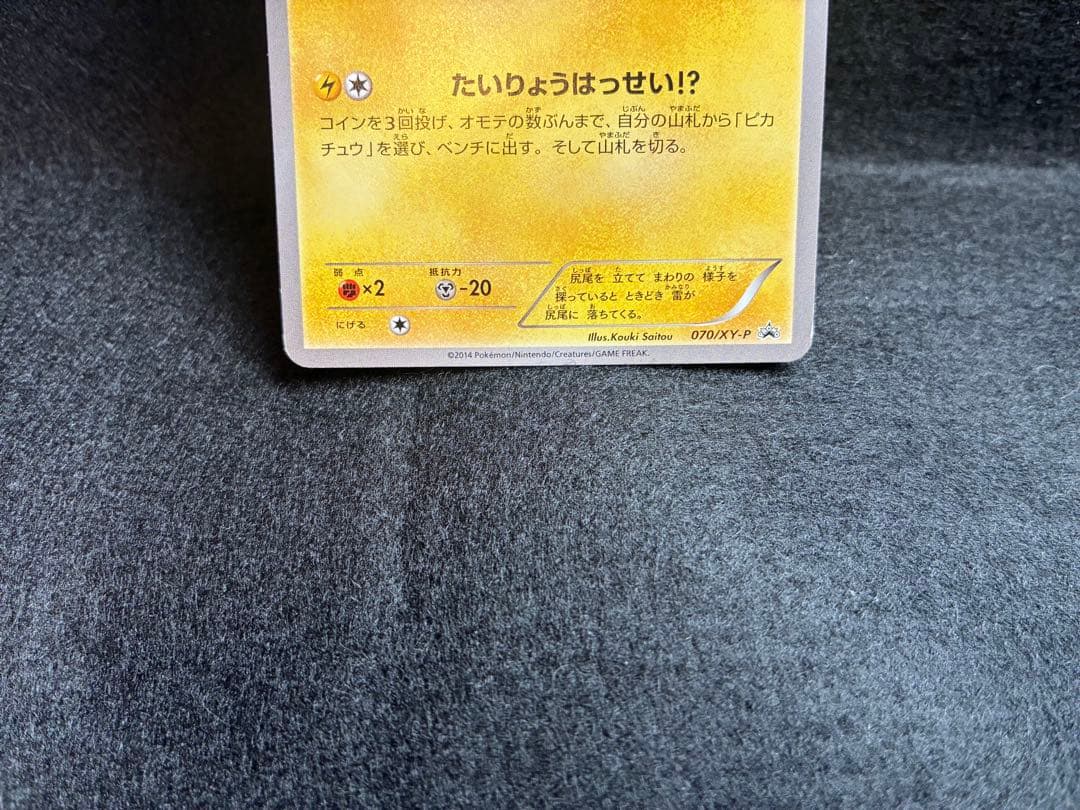 たいりょうはっせい!?
コインを3回投げ、オモテの数ぶんまで、自分の山札から「ピカ
チュウ」を選び、ベンチに出す。そして山札を切る。
弱点 抵抗力
×2 -20
にげる
尻尾を 立てて まわりの 様子を
探っていると ときどき 雷が
尻尾に 落ちてくる。
Illus.Kouki Saitou 070/XY-P
©2014 Pokémon/Nintendo/Creatures/GAME FREAK.